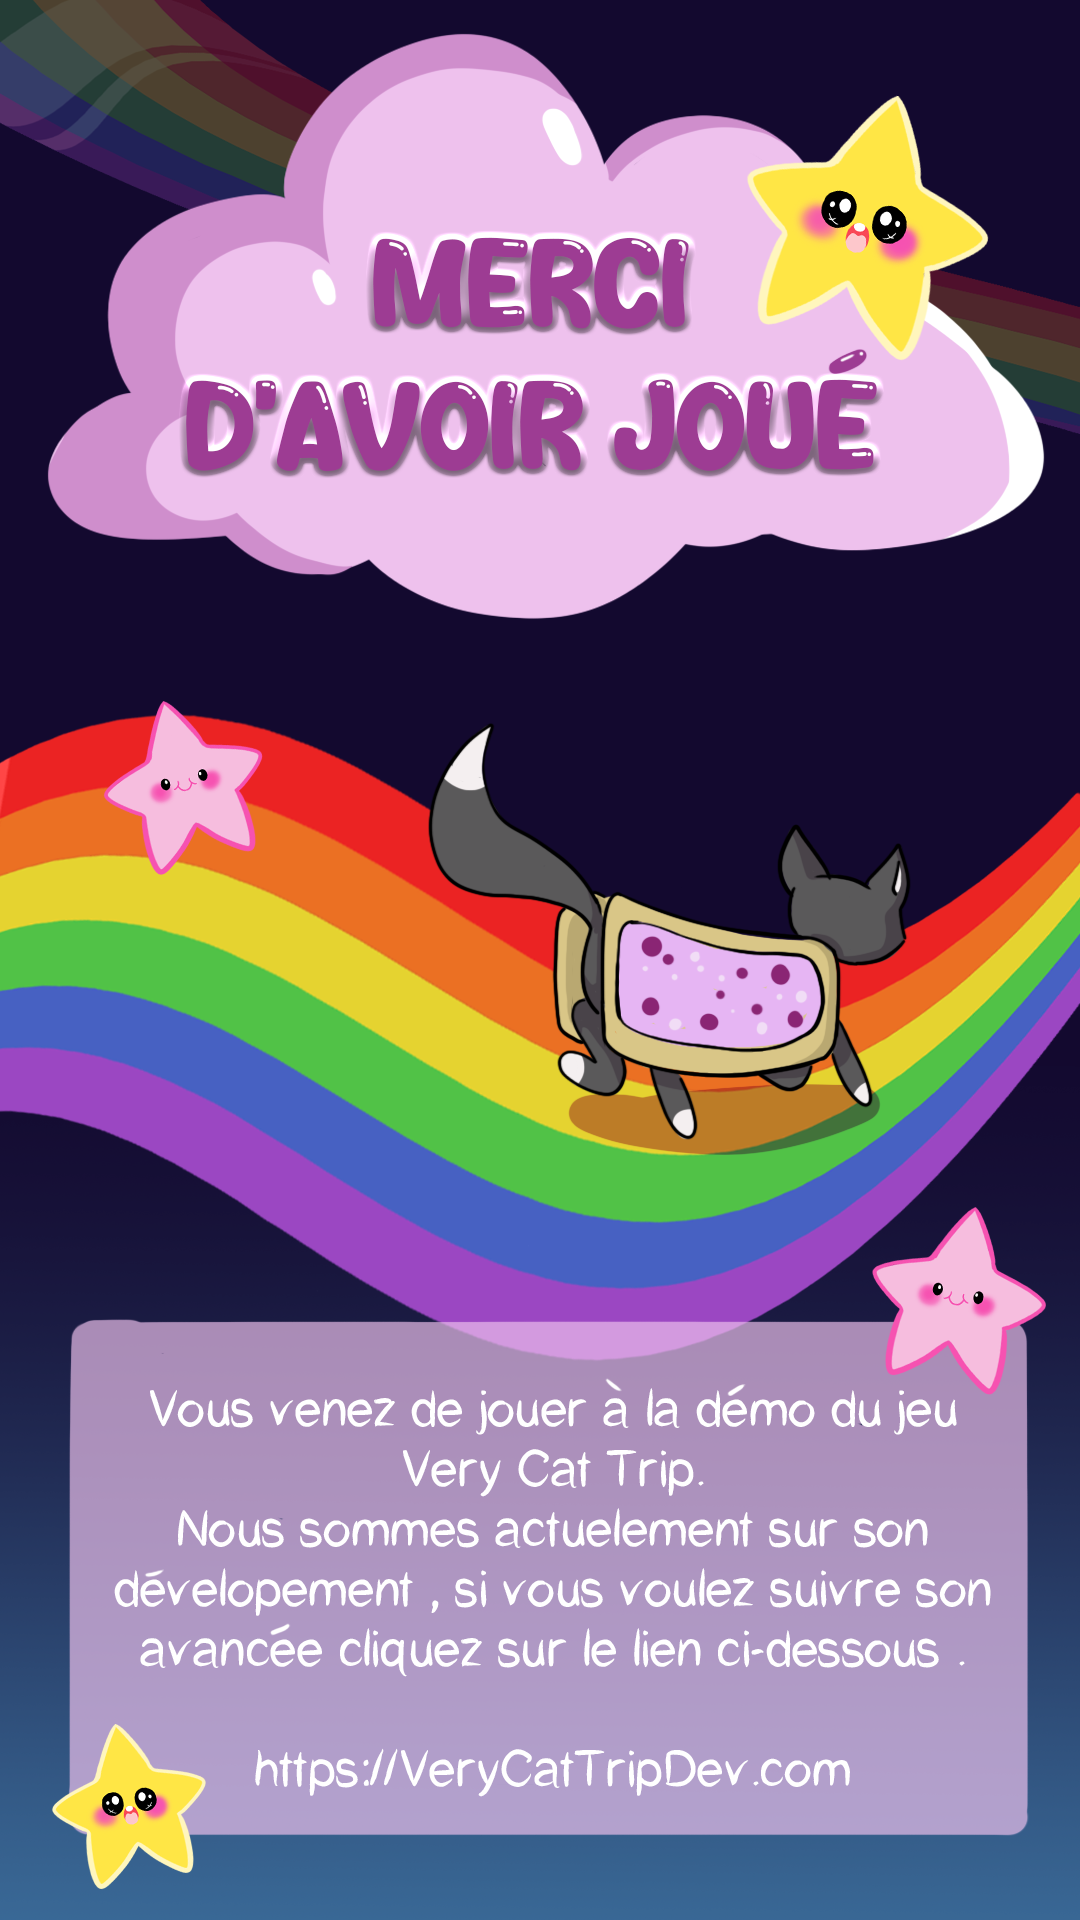 MERCI
D'AVOIR JOUÉ
Vous venez de jouer à la démo du jeu
Very Cat Trip.
Nous sommes actuelement sur son
dévelopement , si vous voulez suivre son
avancée cliquez sur le lien ci-dessous .
https://VeryCatTripDev.com